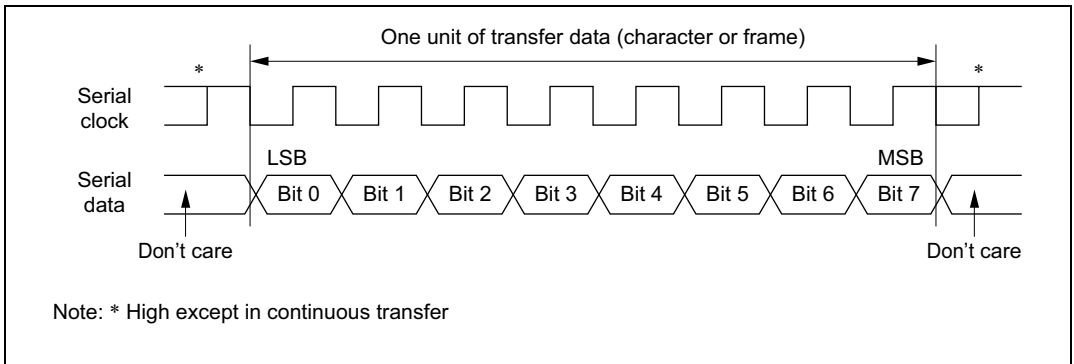 One unit of transfer data (character or frame)
* *
Serial
clock
LSB MSB
Serial
data
Bit 0 Bit 1 Bit 2 Bit 3 Bit 4 Bit 5 Bit 6 Bit 7
Don’t care Don’t care
Note: * High except in continuous transfer